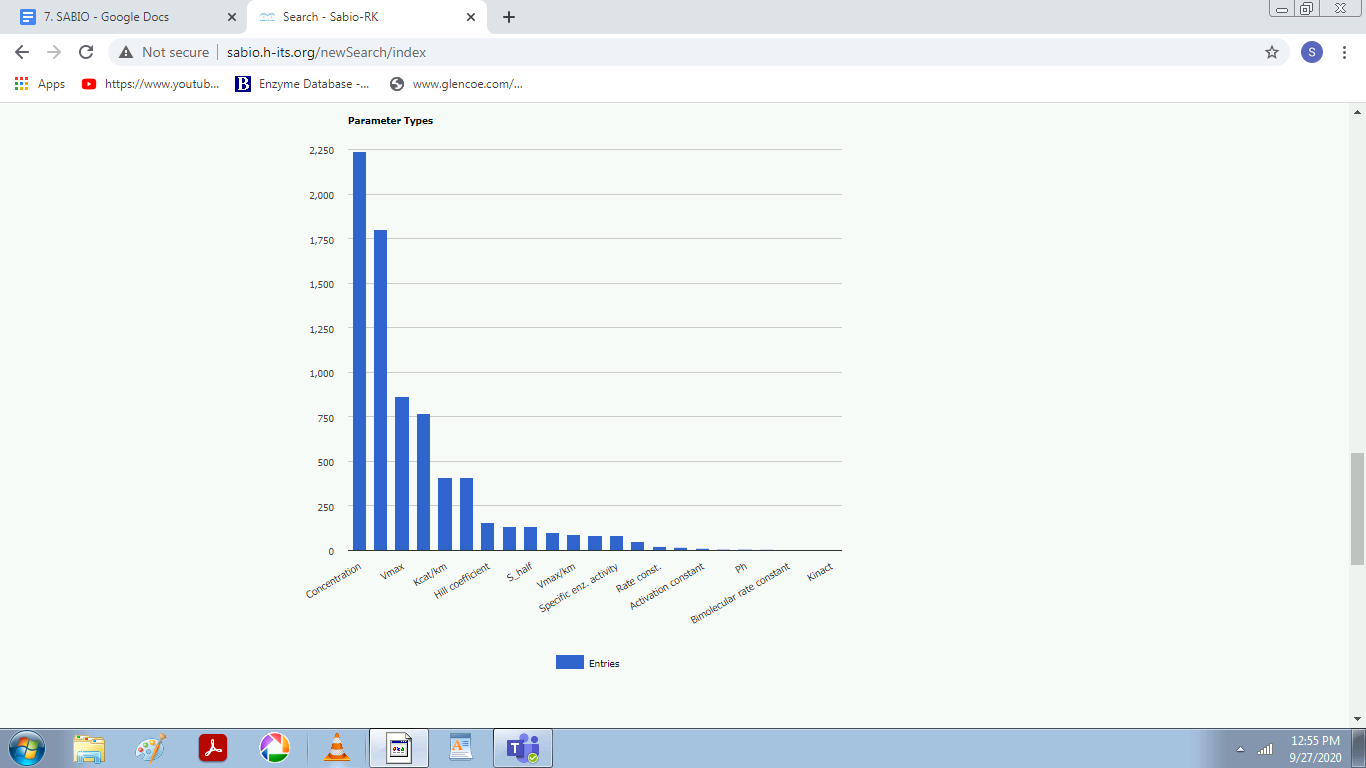 7. SABIO - Google Docs
Search - Sabio-RK
Not secure
sabio.h-its.org/newSearch/index
S
Apps
https://www.youtub...
B
Enzyme Database -...
www.glencoe.com/...
Parameter Types
2,250
2,000
1,750
1,500
1,250
1,000
750
500
250
0
Concentration
Vmax
Kcat/km
Hill coefficient
S_half
Vmax/km
Specific enz. activity
Rate const.
Activation constant
Ph
Bimolecular rate constant
Kinact
Entries
12:55 PM
9/27/2020